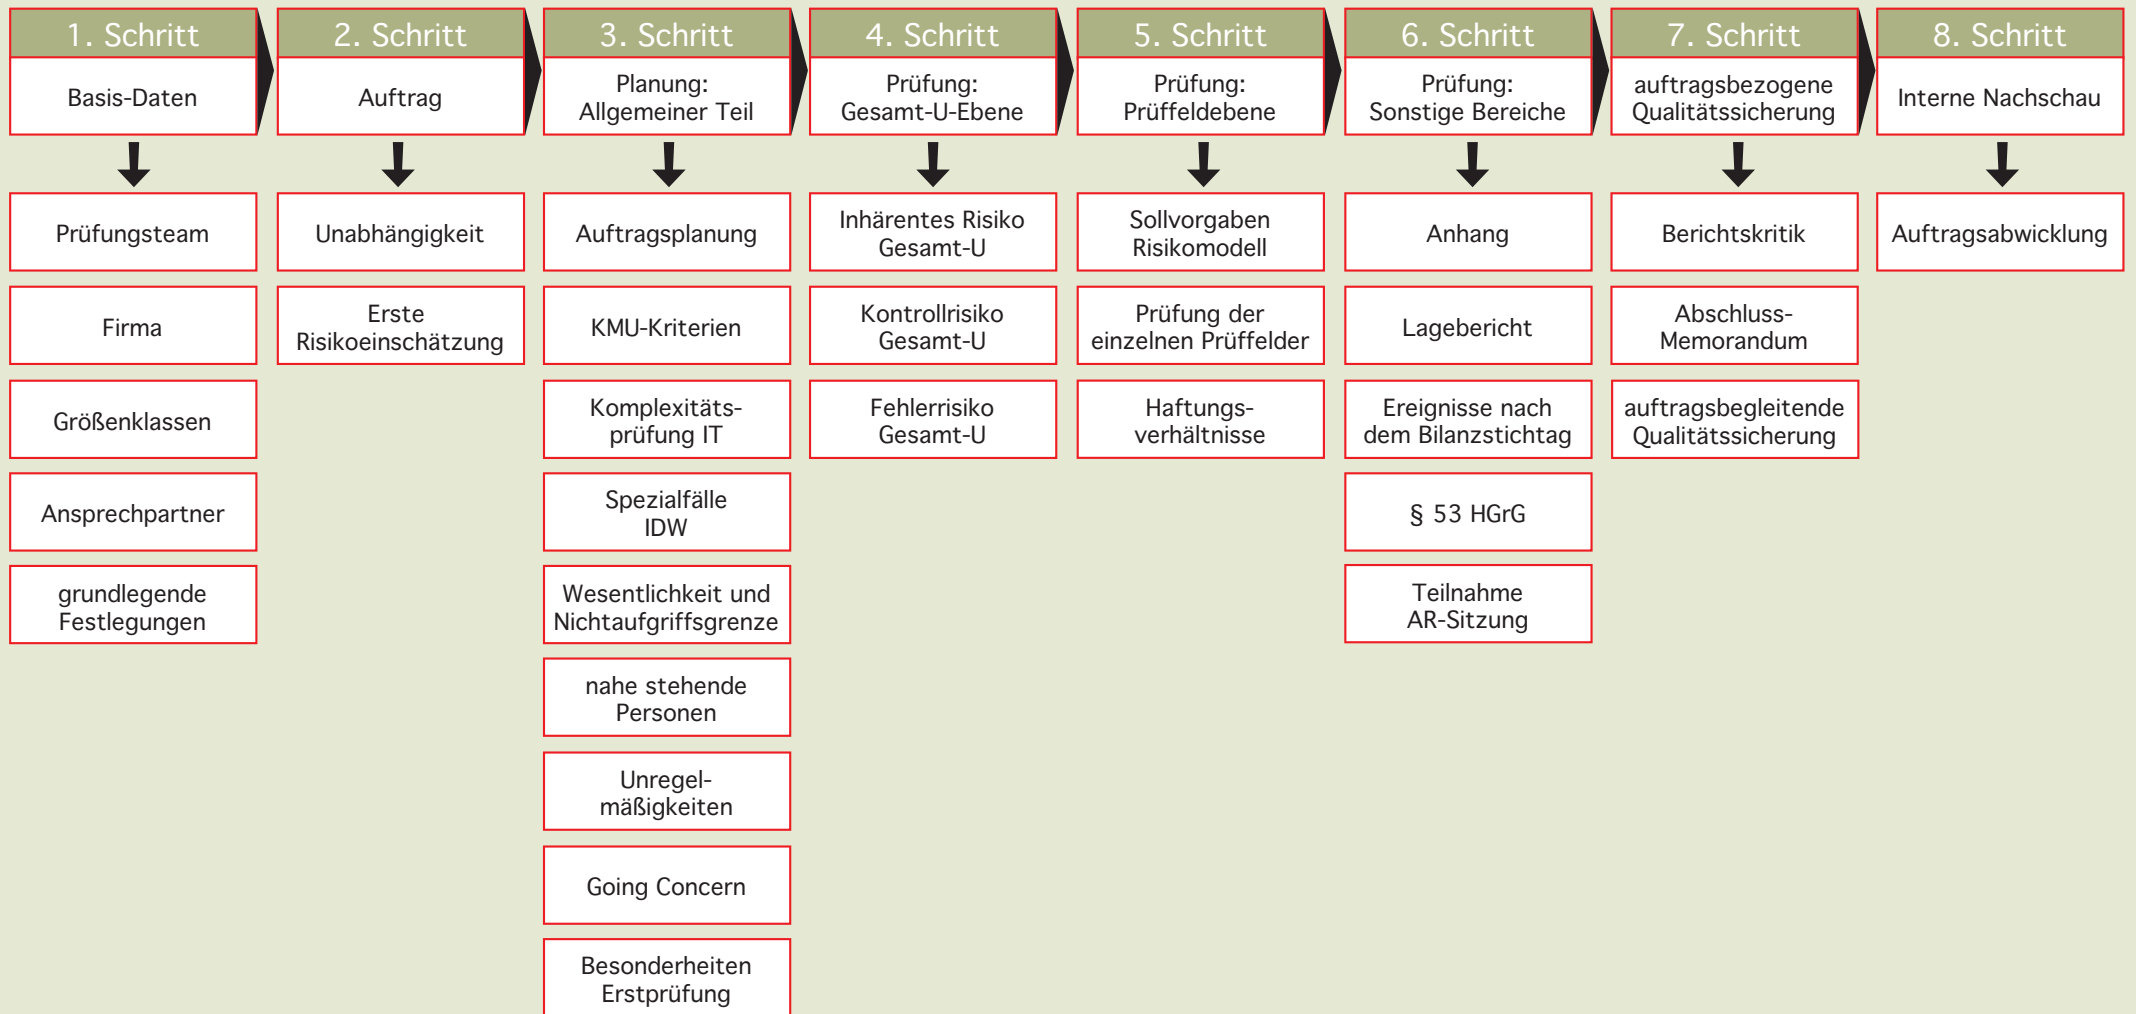 1. Schritt
Basis-Daten
Prüfungsteam
Firma
Größenklassen
Ansprechpartner
grundlegende
Festlegungen
2. Schritt
Auftrag
Unabhängigkeit
Erste
Risikoeinschätzung
3. Schritt
Planung:
Allgemeiner Teil
Auftragsplanung
KMU-Kriterien
Komplexitäts-
prüfung IT
Spezialfälle
IDW
Wesentlichkeit und
Nichtaufgriffsgrenze
nahe stehende
Personen
Unregel-
mäßigkeiten
Going Concern
Besonderheiten
Erstprüfung
4. Schritt
Prüfung:
Gesamt-U-Ebene
Inhärentes Risiko
Gesamt-U
Kontrollrisiko
Gesamt-U
Fehlerrisiko
Gesamt-U
5. Schritt
Prüfung:
Prüffeldebene
Sollvorgaben
Risikomodell
Prüfung der
einzelnen Prüffelder
Haftungs-
verhältnisse
6. Schritt
Prüfung:
Sonstige Bereiche
Anhang
Lagebericht
Ereignisse nach
dem Bilanzstichtag
§ 53 HGrG
Teilnahme
AR-Sitzung
7. Schritt
auftragsbezogene
Qualitätssicherung
Berichtskritik
Abschluss-
Memorandum
auftragsbegleitende
Qualitätssicherung
8. Schritt
Interne Nachschau
Auftragsabwicklung